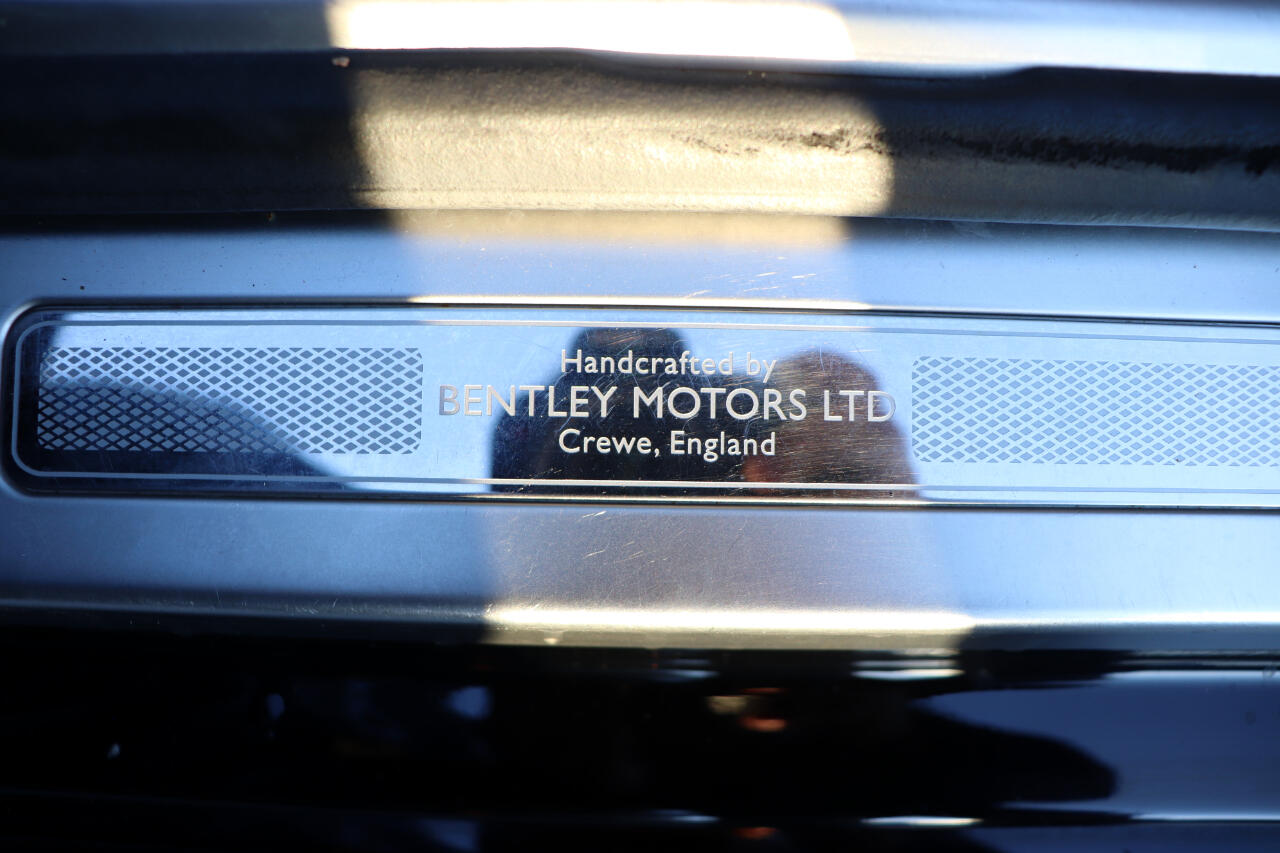 Handcrafted by
BENTLEY MOTORS LTD
Crewe, England